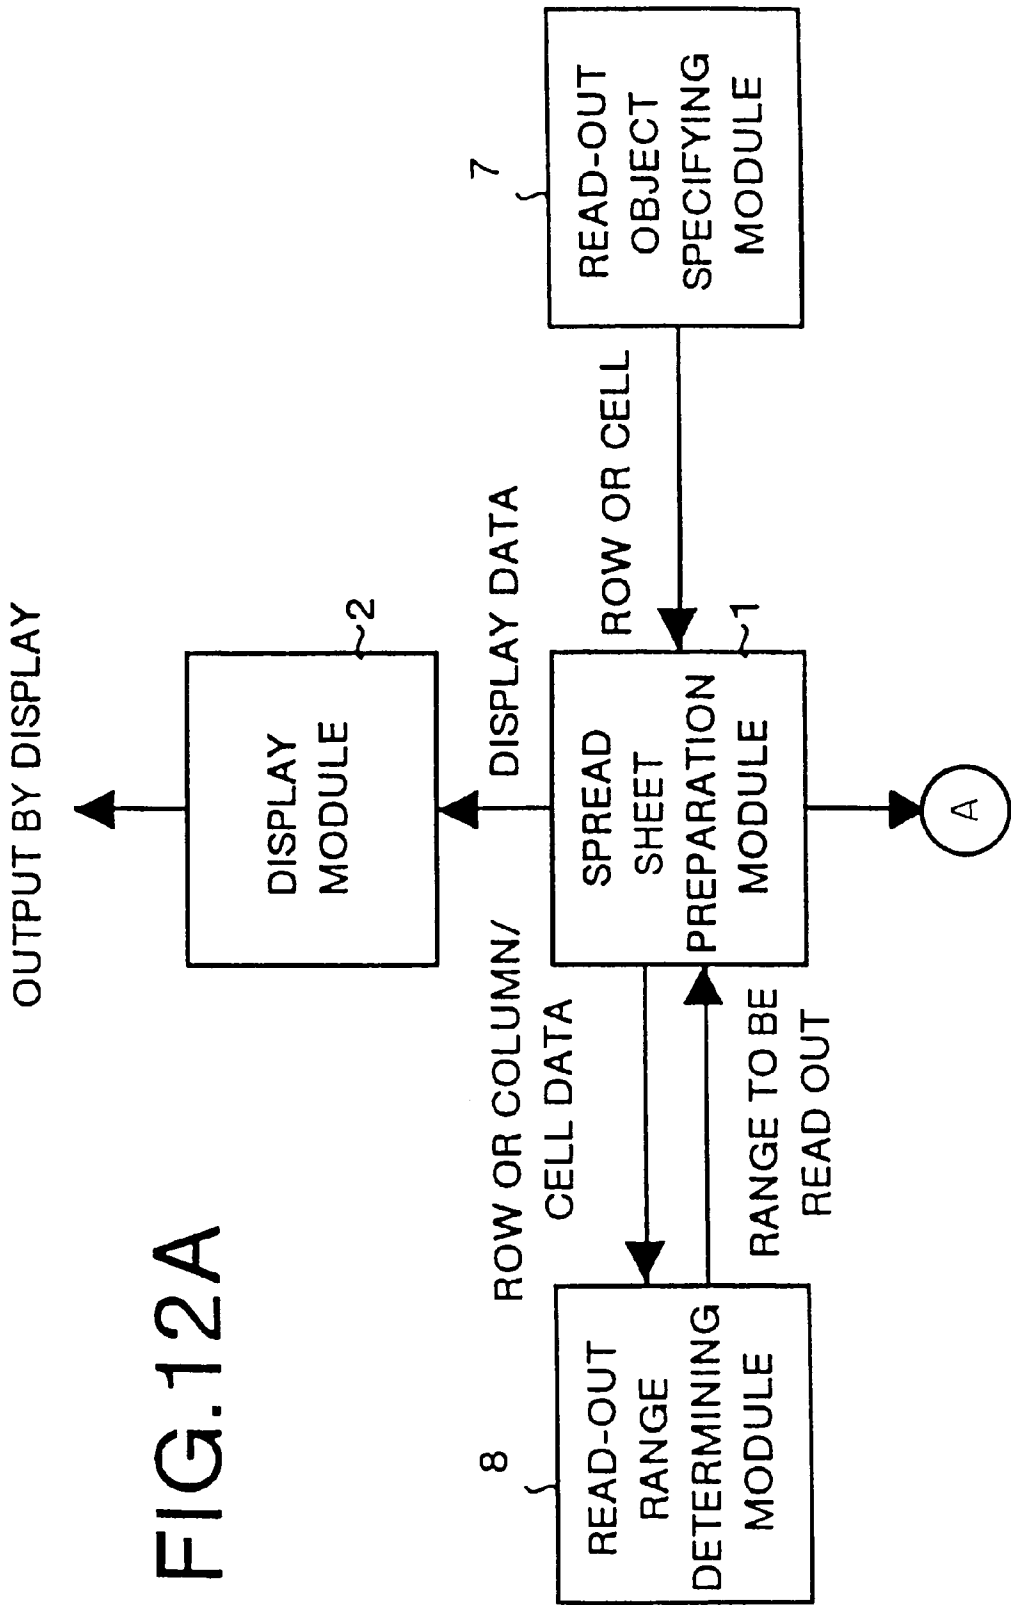 FIG.12A
OUTPUT BY DISPLAY
DISPLAY
MODULE
2
ROW OR COLUMN/
CELL DATA
DISPLAY DATA
8
READ-OUT
RANGE
DETERMINING
MODULE
RANGE TO BE
READ OUT
SPREAD
SHEET
PREPARATION
MODULE
1
ROW OR CELL
7
READ-OUT
OBJECT
SPECIFYING
MODULE
A